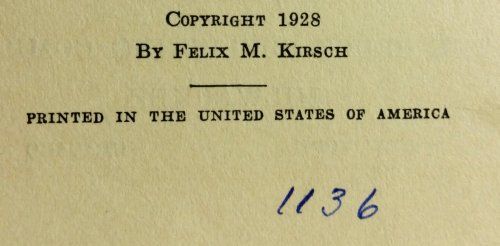 COPYRIGHT 1928
BY FELIX M. KIRSCH
PRINTED IN THE UNITED STATES OF AMERICA
1136